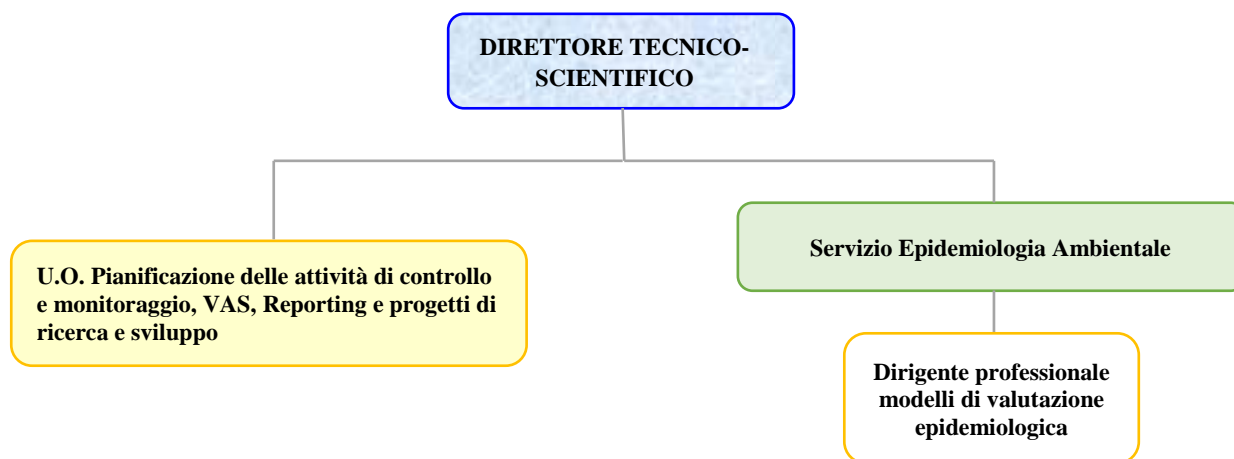 DIRETTORE TECNICO-
SCIENTIFICO
U.O. Pianificazione delle attività di controllo
e monitoraggio, VAS, Reporting e progetti di
ricerca e sviluppo
Servizio Epidemiologia Ambientale
Dirigente professionale
modelli di valutazione
epidemiologica